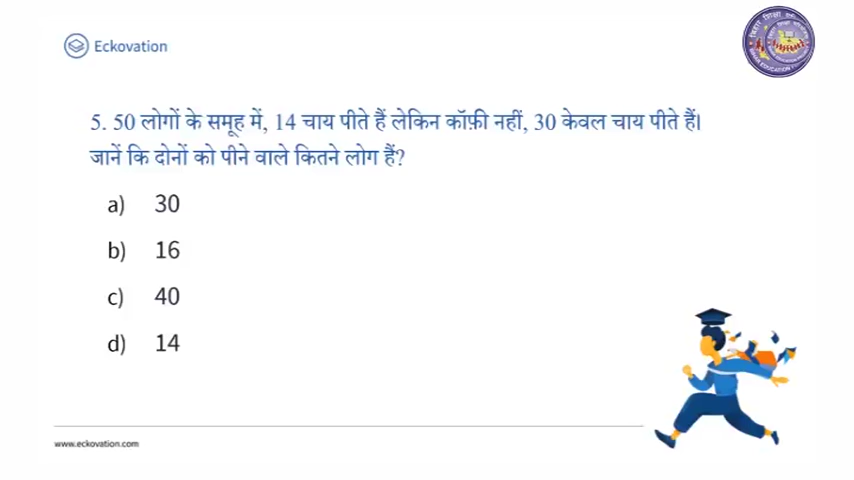 Eckovation
5. 50 लोगों के समूह में, 14 चाय पीते हैं लेकिन कॉफ़ी नहीं, 30 केवल चाय पीते हैं।
जानें कि दोनों को पीने वाले कितने लोग हैं?
a) 30
b) 16
c) 40
d) 14
www.eckovation.com